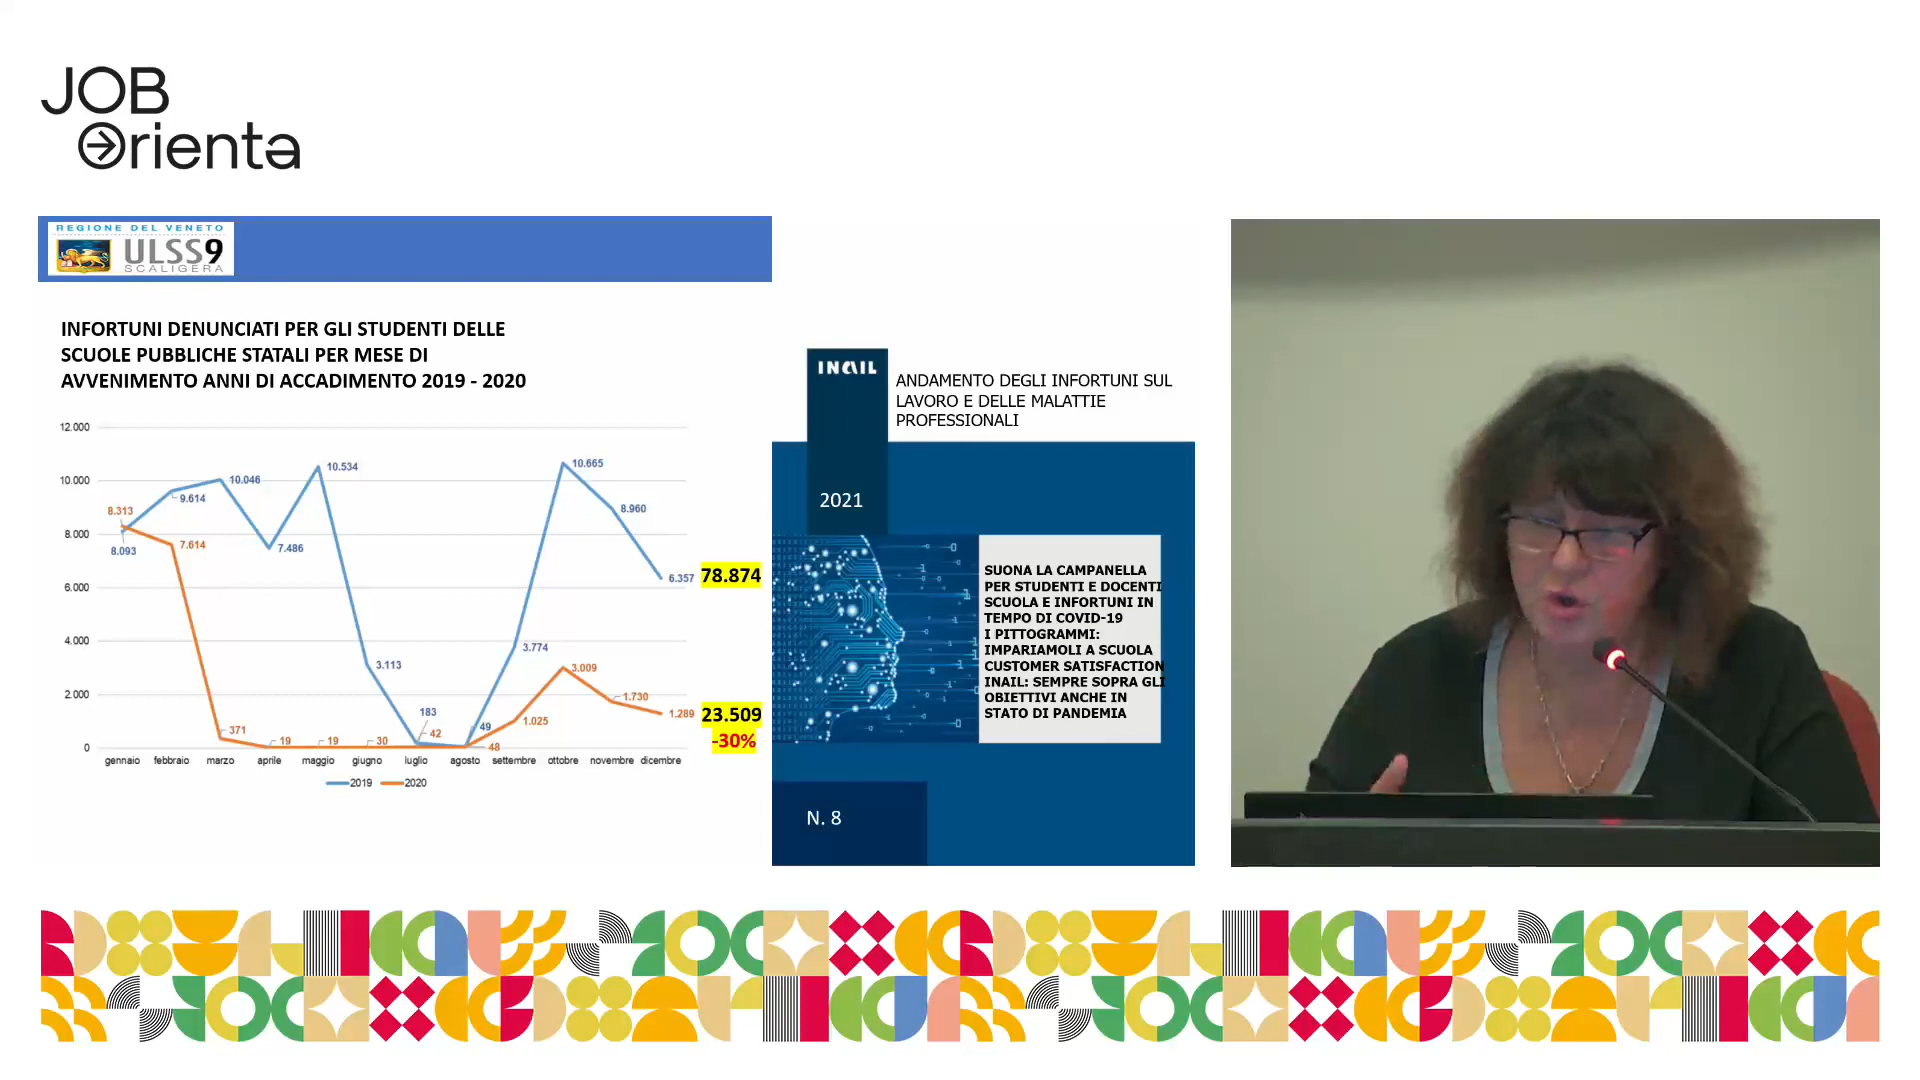 JOB
Orienta
REGIONE DEL VENETO
ULSS9
SCALIGERA
INFORTUNI DENUNCIATI PER GLI STUDENTI DELLE
SCUOLE PUBBLICHE STATALI PER MESE DI
AVVENIMENTO ANNI DI ACCADIMENTO 2019 - 2020
12.000
10.000
8.000
6.000
4.000
2.000
0
8.313
8.093
9.614
7.614
10.046
371
7.486
19
10.534
19
3.113
30
183
42
49
48
3.774
1.025
10.665
3.009
8.960
1.730
6.357
1.289
78.874
23.509
-30%
gennaio febbraio marzo aprile maggio giugno luglio agosto settembre ottobre novembre dicembre
2019 2020
INAIL
ANDAMENTO DEGLI INFORTUNI SUL
LAVORO E DELLE MALATTIE
PROFESSIONALI
2021
SUONA LA CAMPANELLA
PER STUDENTI E DOCENTI
SCUOLA E INFORTUNI IN
TEMPO DI COVID-19
I PITTOGRAMMI:
IMPARIAMOLI A SCUOLA
CUSTOMER SATISFACTION
INAIL: SEMPRE SOPRA GLI
OBIETTIVI ANCHE IN
STATO DI PANDEMIA
N. 8